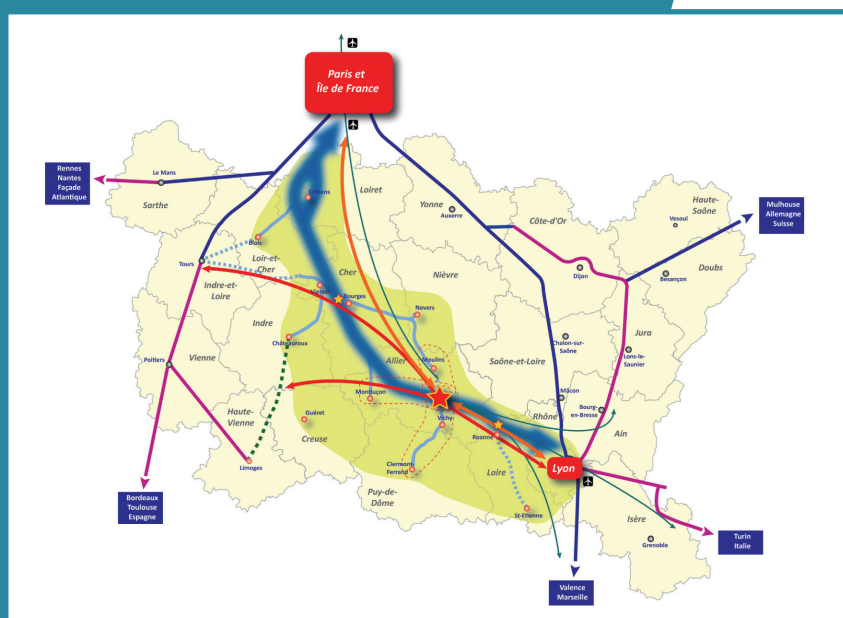 Paris et
Île de France
Rennes
Nantes
Façade
Atlantique
Le Mans
Sarthe
Orléans
Loiret
Yonne
Auxerre
Côte-d'Or
Haute-
Saône
Vesoul
Mulhouse
Allemagne
Suisse
Blois
Loir-et-
Cher
Tours
Cher
Nièvre
Dijon
Besançon
Doubs
Indre-et-
Loire
Vierzon
Bourges
Nevers
Indre
Châteauroux
Jura
Chalon-sur-
Saône
Lons-le-
Saunier
Vienne
Poitiers
Allier
Moulins
Saône-et-Loire
Montluçon
Mâcon
Bourg-
en-Bresse
Haute-
Vienne
Guéret
Creuse
Vichy
Roanne
Rhône
Ain
Limoges
Clermont-
Ferrand
Loire
Lyon
Puy-de-
Dôme
St-Etienne
Isère
Grenoble
Bordeaux
Toulouse
Espagne
Turin
Italie
Valence
Marseille